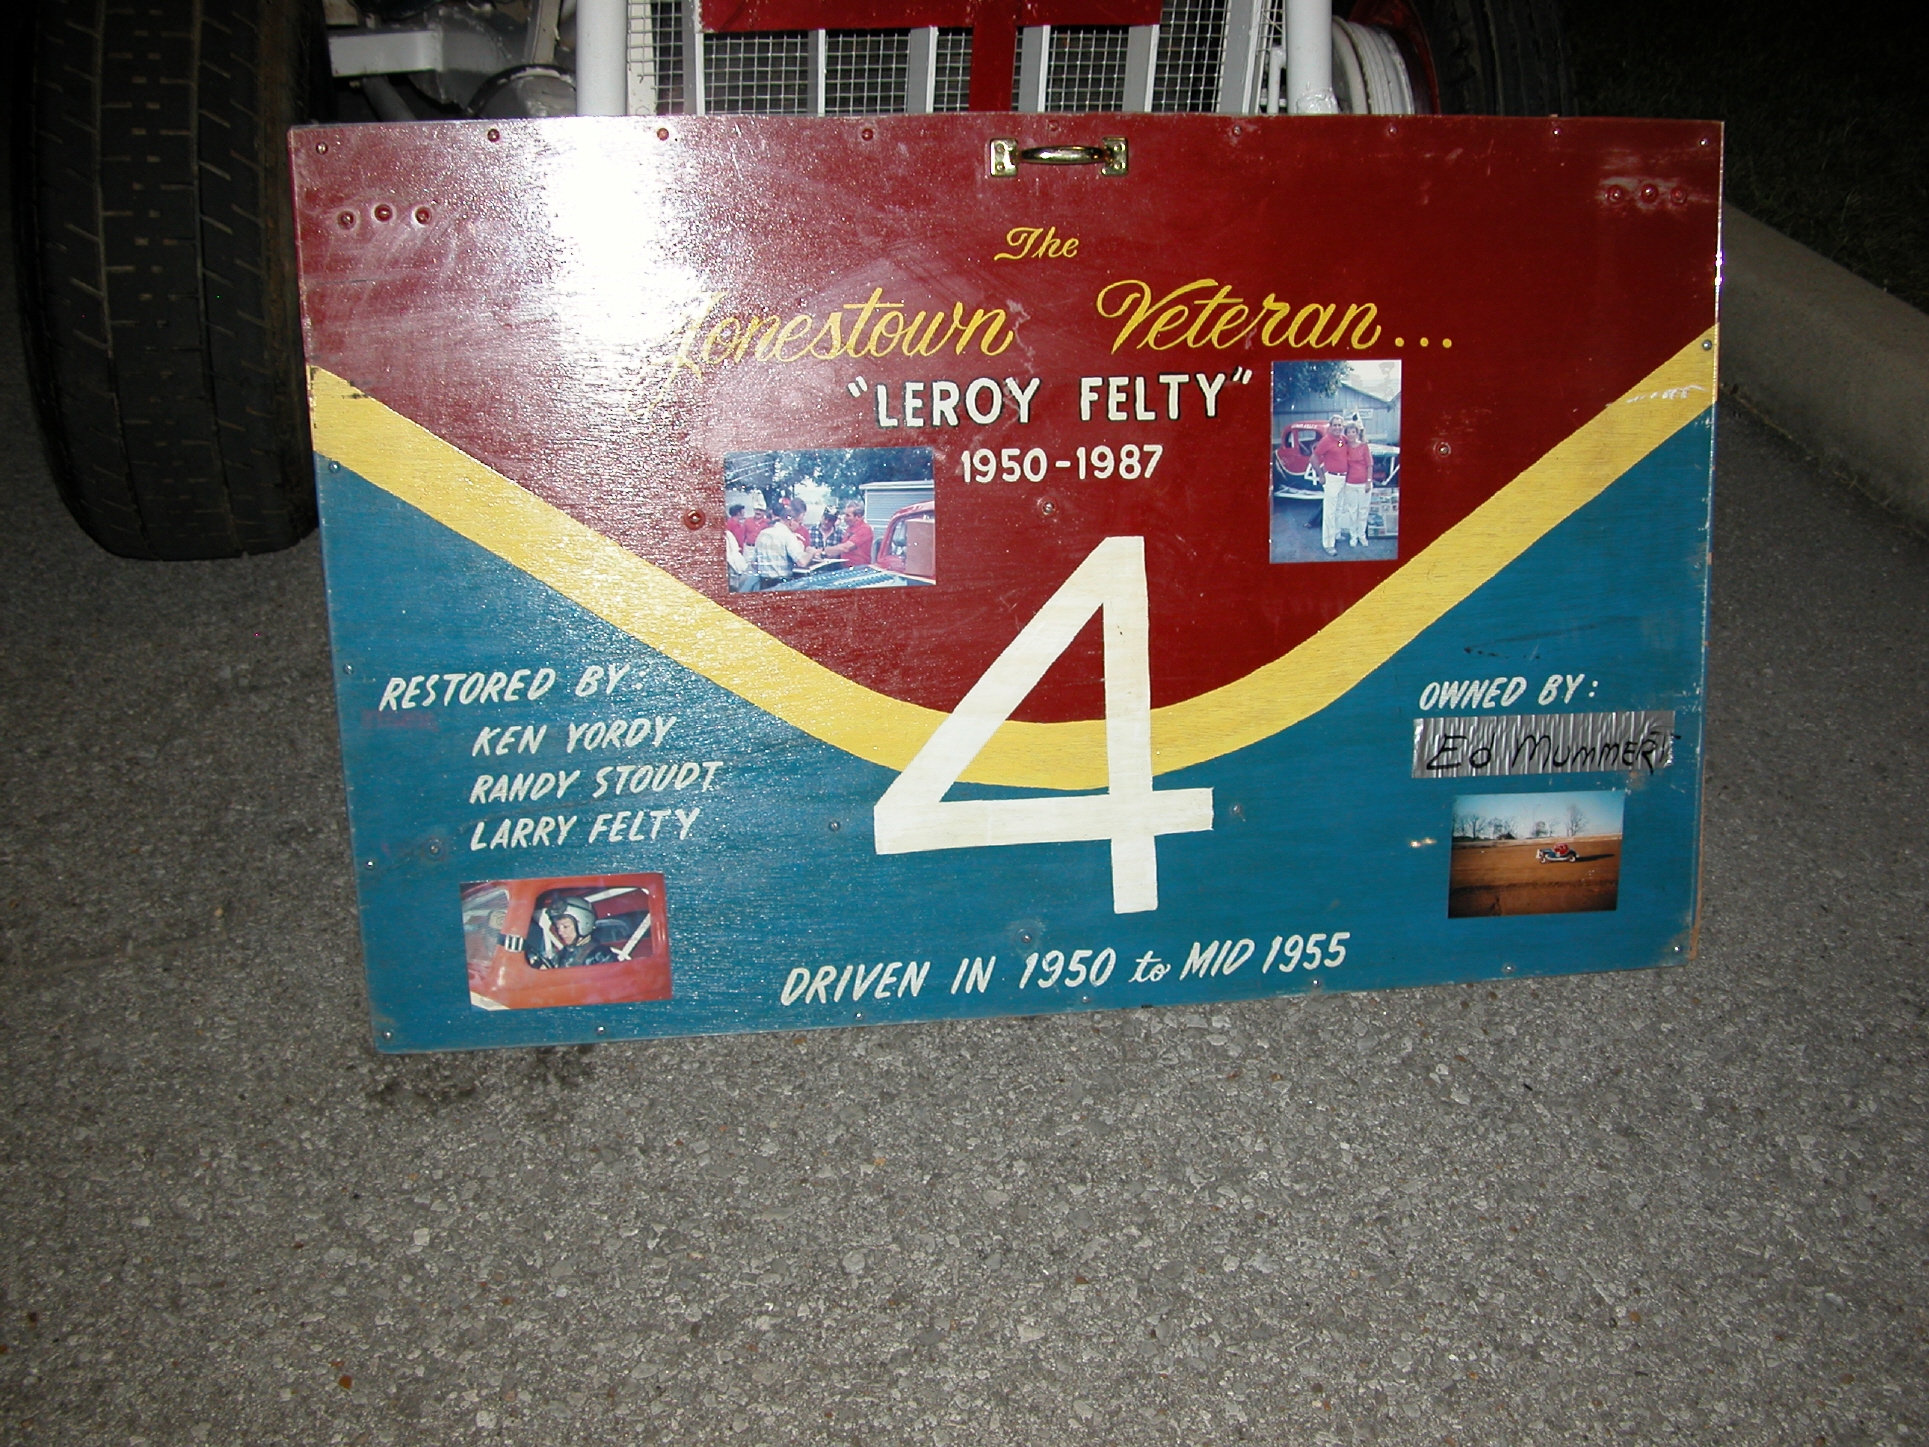 The
Jonestown Veteran...
"LEROY FELTY"
1950-1987
4
RESTORED BY:
KEN YORDY
RANDY STOUDT
LARRY FELTY
OWNED BY:
Ed Mummert
DRIVEN IN 1950 to MID 1955